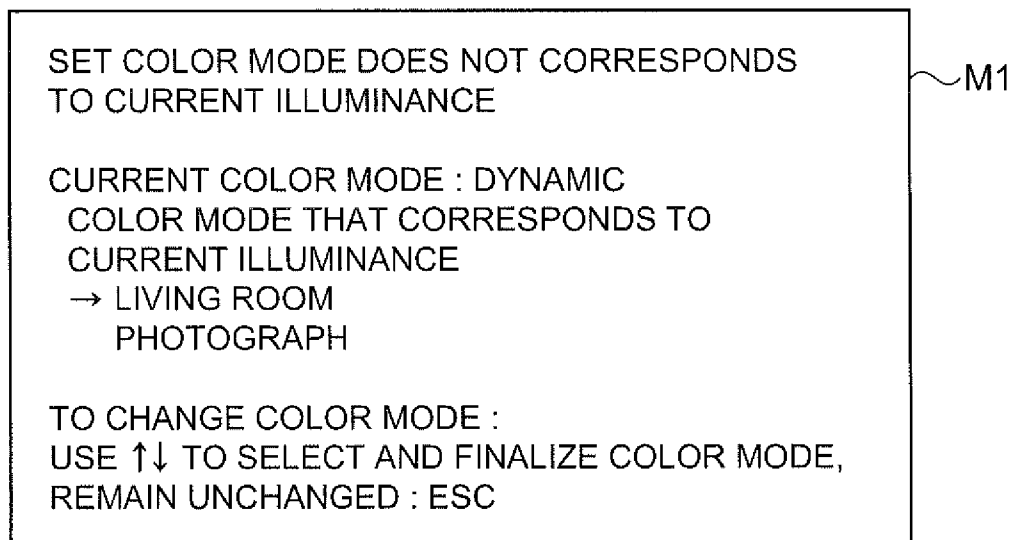 SET COLOR MODE DOES NOT CORRESPONDS
TO CURRENT ILLUMINANCE
M1
CURRENT COLOR MODE : DYNAMIC
COLOR MODE THAT CORRESPONDS TO
CURRENT ILLUMINANCE
→ LIVING ROOM
PHOTOGRAPH
TO CHANGE COLOR MODE :
USE ↑↓ TO SELECT AND FINALIZE COLOR MODE,
REMAIN UNCHANGED : ESC